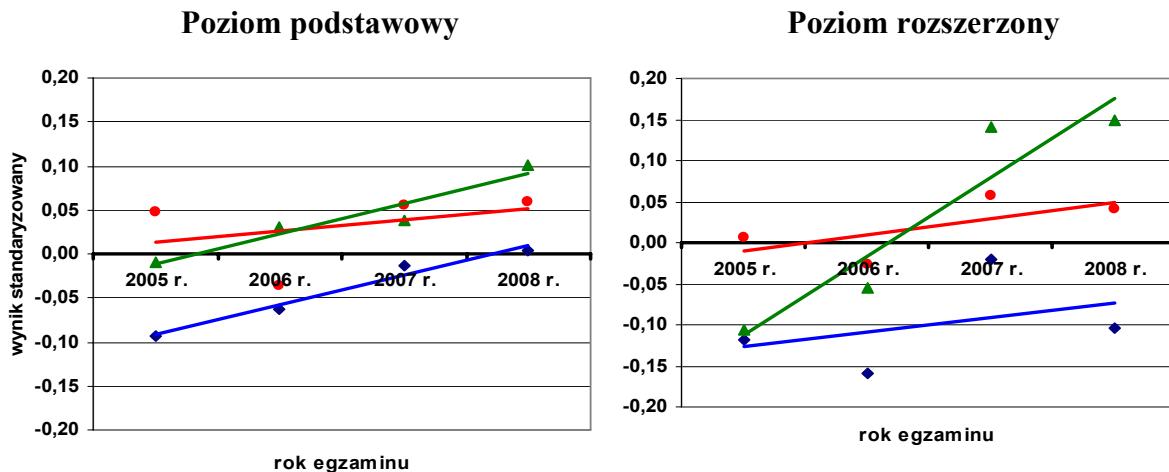 Poziom podstawowy
0,20
0,15
0,10
0,05
0,00
-0,05
-0,10
-0,15
-0,20
wynik standaryzowany
2005 r. 2006 r. 2007 r. 2008 r.
rok egzaminu
Poziom rozszerzony
0,20
0,15
0,10
0,05
0,00
-0,05
-0,10
-0,15
-0,20
2005 r. 2006 r. 2007 r. 2008 r.
rok egzaminu